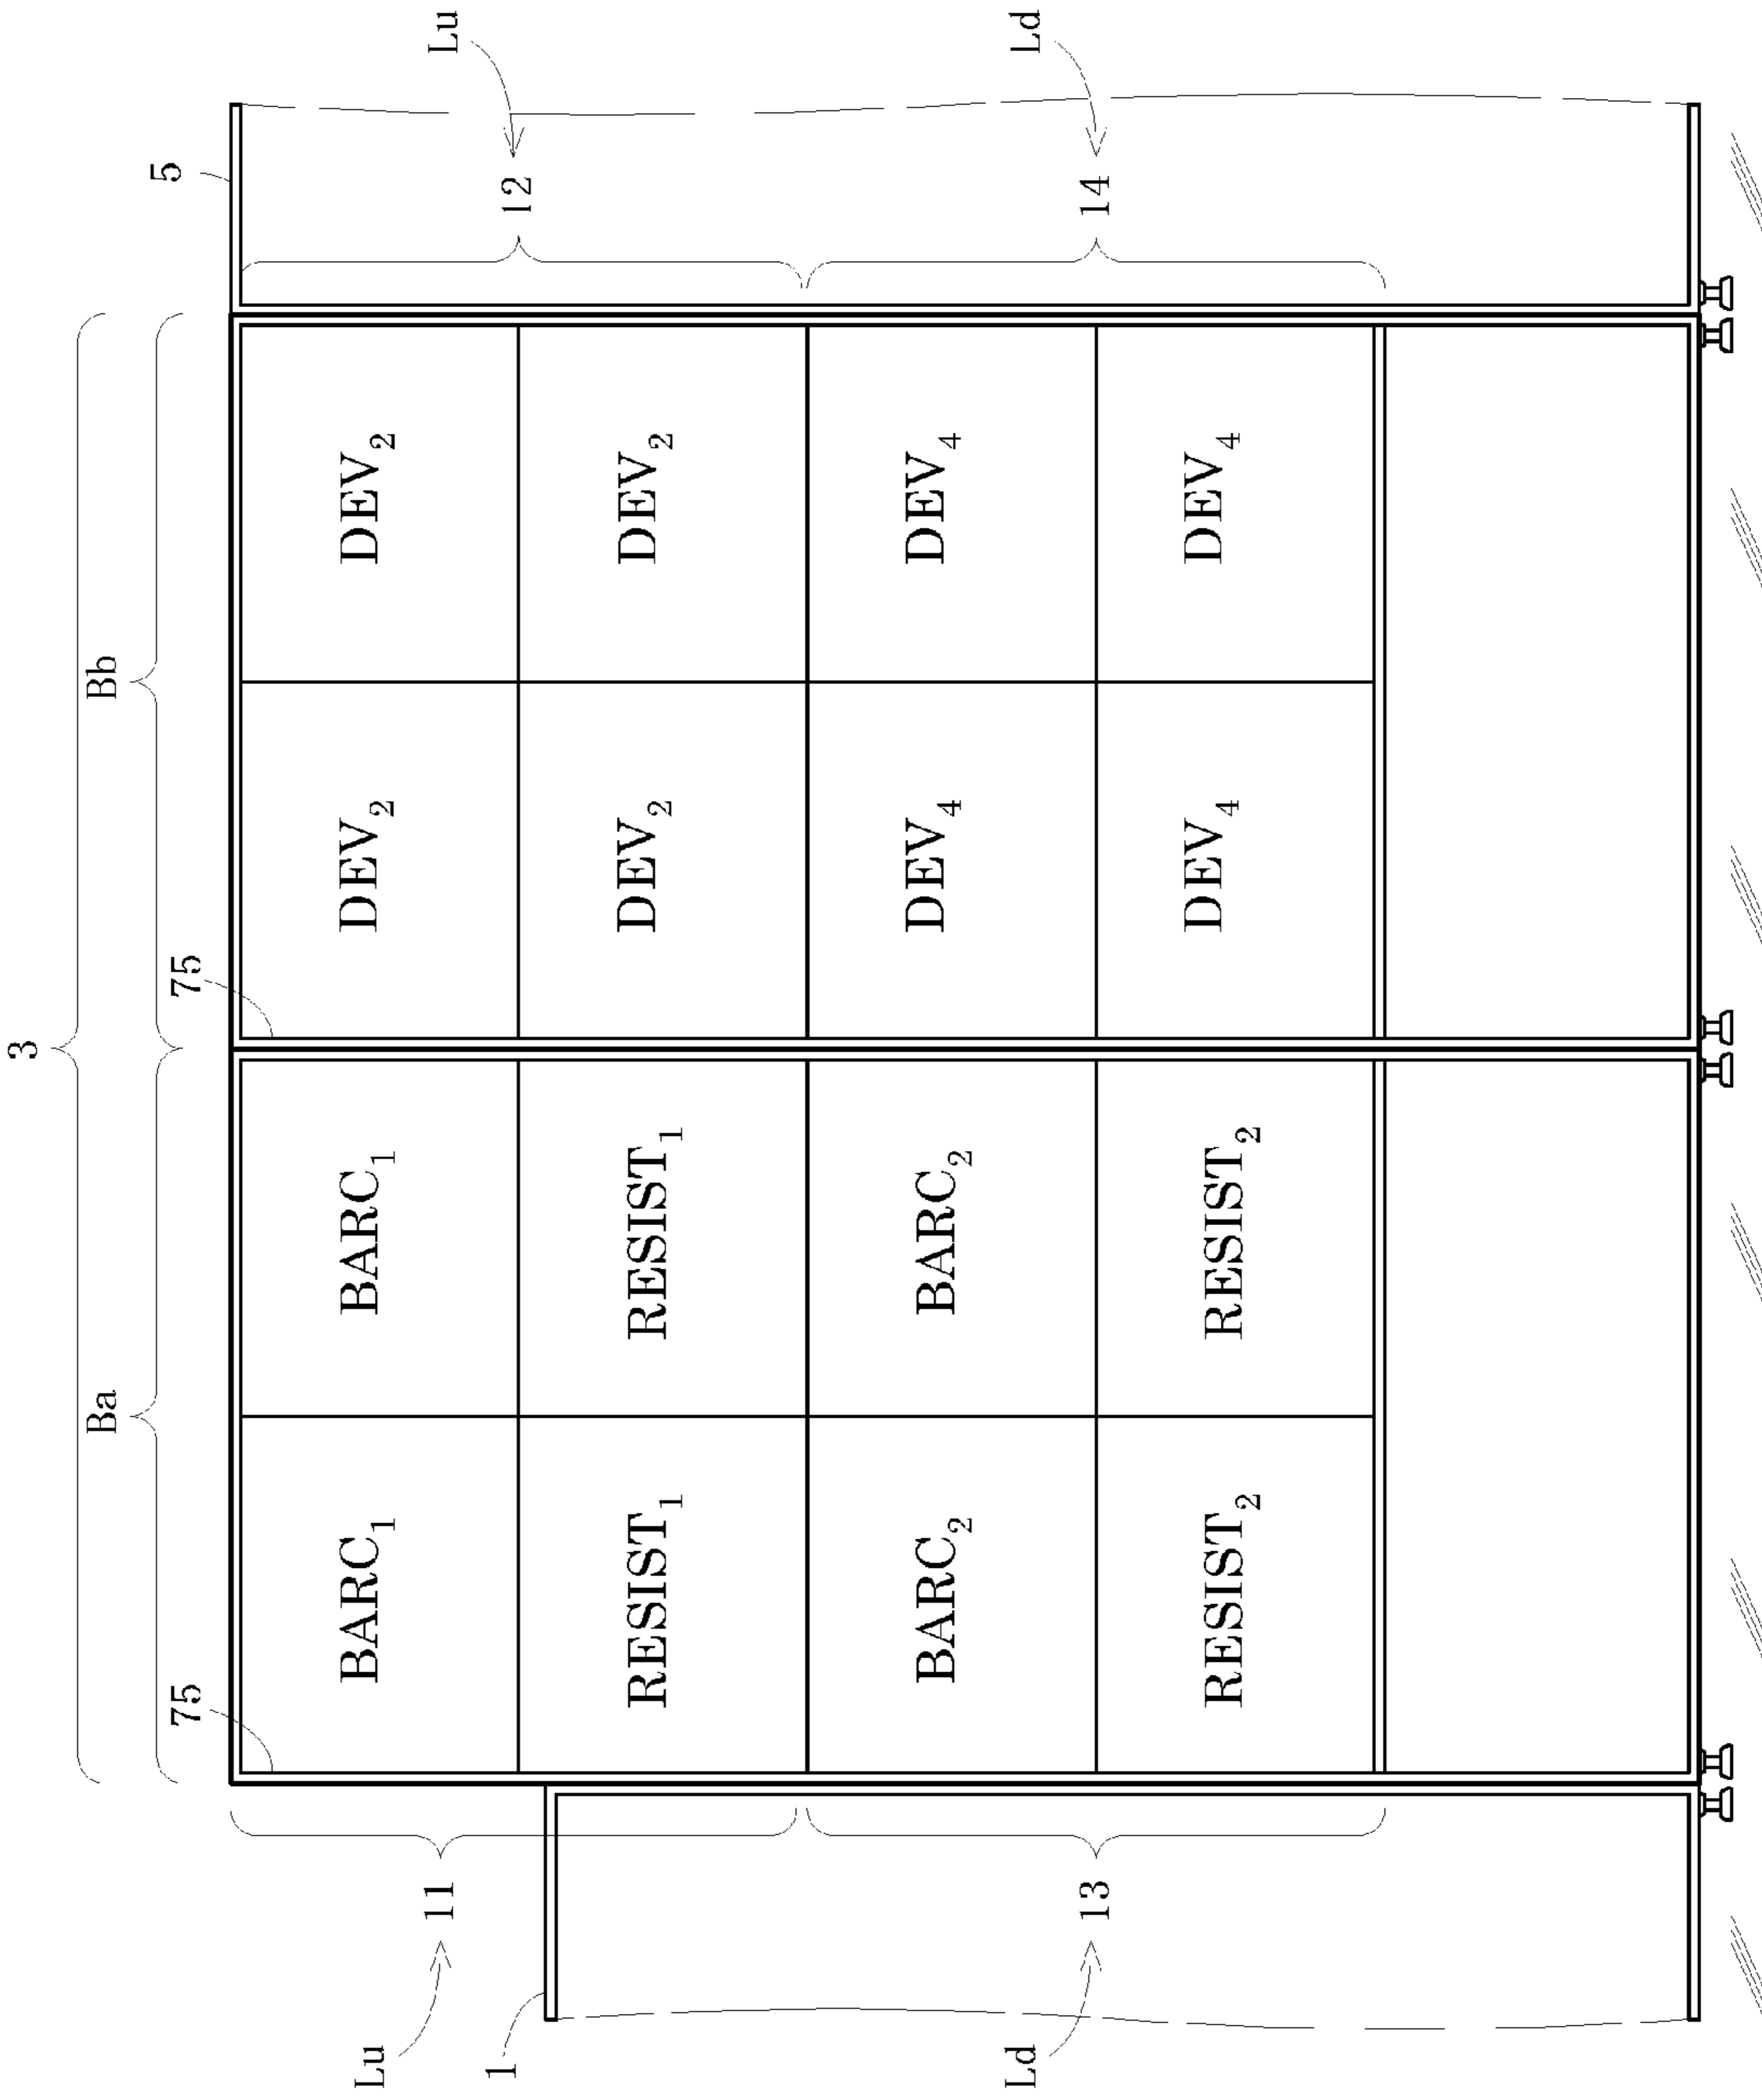 3
Ba Bb
75 75 5
Lu BARC₁ BARC₁ DEV₂ DEV₂ Lu
11
1 12
RESIST₁ RESIST₁ DEV₂ DEV₂
BARC₂ BARC₂ DEV₄ DEV₄
Ld Ld
13 14
RESIST₂ RESIST₂ DEV₄ DEV₄